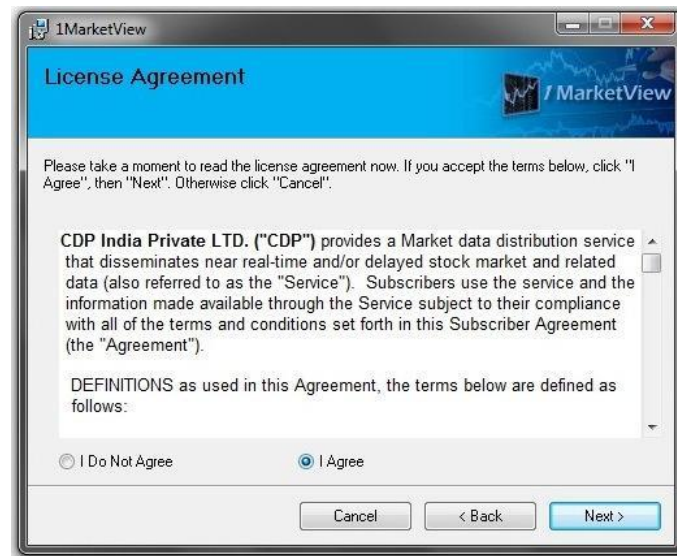 1MarketView
License Agreement
1 MarketView
Please take a moment to read the license agreement now. If you accept the terms below, click "I
Agree", then "Next". Otherwise click "Cancel".
CDP India Private LTD. ("CDP") provides a Market data distribution service
that disseminates near real-time and/or delayed stock market and related
data (also referred to as the "Service").  Subscribers use the service and the
information made available through the Service subject to their compliance
with all of the terms and conditions set forth in this Subscriber Agreement
(the "Agreement").
DEFINITIONS as used in this Agreement, the terms below are defined as
follows:
I Do Not Agree
I Agree
Cancel
< Back
Next >